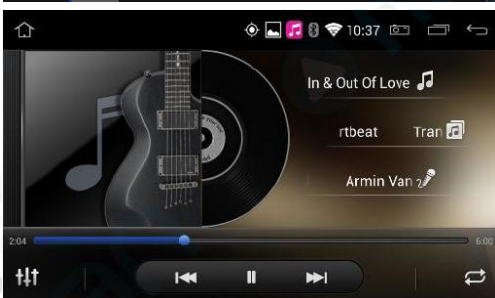 10:37
In & Out Of Love
rtbeat Tran
Armin Van
2:04
6:00